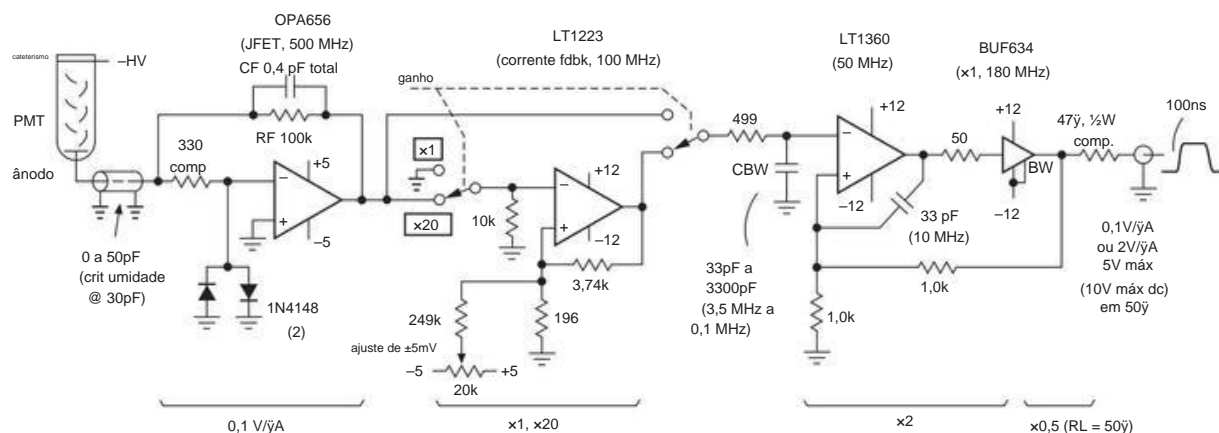 OPA656
(JFET, 500 MHz)
CF 0,4 pF total
RF 100k
cateterismo
–HV
PMT
ânodo
330
comp
+5
–5
−
+
0 a 50pF
(crit umidade
@ 30pF)
1N4148
(2)
0,1 V/ÿA
LT1223
(corrente fdbk, 100 MHz)
ganho
×1
×20
10k
+12
–12
−
+
3,74k
249k
196
ajuste de ±5mV
–5
+5
20k
×1, ×20
499
CBW
33pF a
3300pF
(3,5 MHz a
0,1 MHz)
LT1360
(50 MHz)
+12
–12
−
+
33 pF
(10 MHz)
1,0k
1,0k
50
×2
BUF634
(×1, 180 MHz)
+12
BW
–12
47ÿ, ½W
comp.
100ns
0,1V/ÿA
ou 2V/ÿA
5V máx
(10V máx dc)
em 50ÿ
×0,5 (RL = 50ÿ)